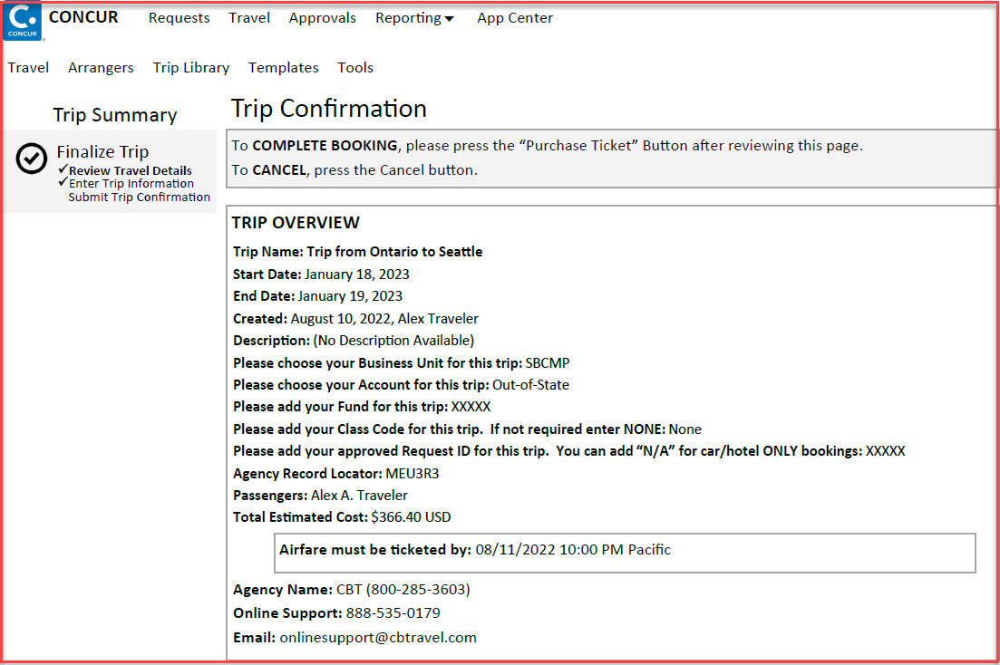 CONCUR Requests Travel Approvals Reporting App Center
CONCUR
Travel Arrangers Trip Library Templates Tools
Trip Summary
Finalize Trip
✓Review Travel Details
✓Enter Trip Information
Submit Trip Confirmation
Trip Confirmation
To COMPLETE BOOKING, please press the “Purchase Ticket” Button after reviewing this page.
To CANCEL, press the Cancel button.
TRIP OVERVIEW
Trip Name: Trip from Ontario to Seattle
Start Date: January 18, 2023
End Date: January 19, 2023
Created: August 10, 2022, Alex Traveler
Description: (No Description Available)
Please choose your Business Unit for this trip: SBCMP
Please choose your Account for this trip: Out-of-State
Please add your Fund for this trip: XXXXX
Please add your Class Code for this trip.  If not required enter NONE: None
Please add your approved Request ID for this trip.  You can add “N/A” for car/hotel ONLY bookings: XXXXX
Agency Record Locator: MEU3R3
Passengers: Alex A. Traveler
Total Estimated Cost: $366.40 USD
Airfare must be ticketed by: 08/11/2022 10:00 PM Pacific
Agency Name: CBT (800-285-3603)
Online Support: 888-535-0179
Email: onlinesupport@cbtravel.com